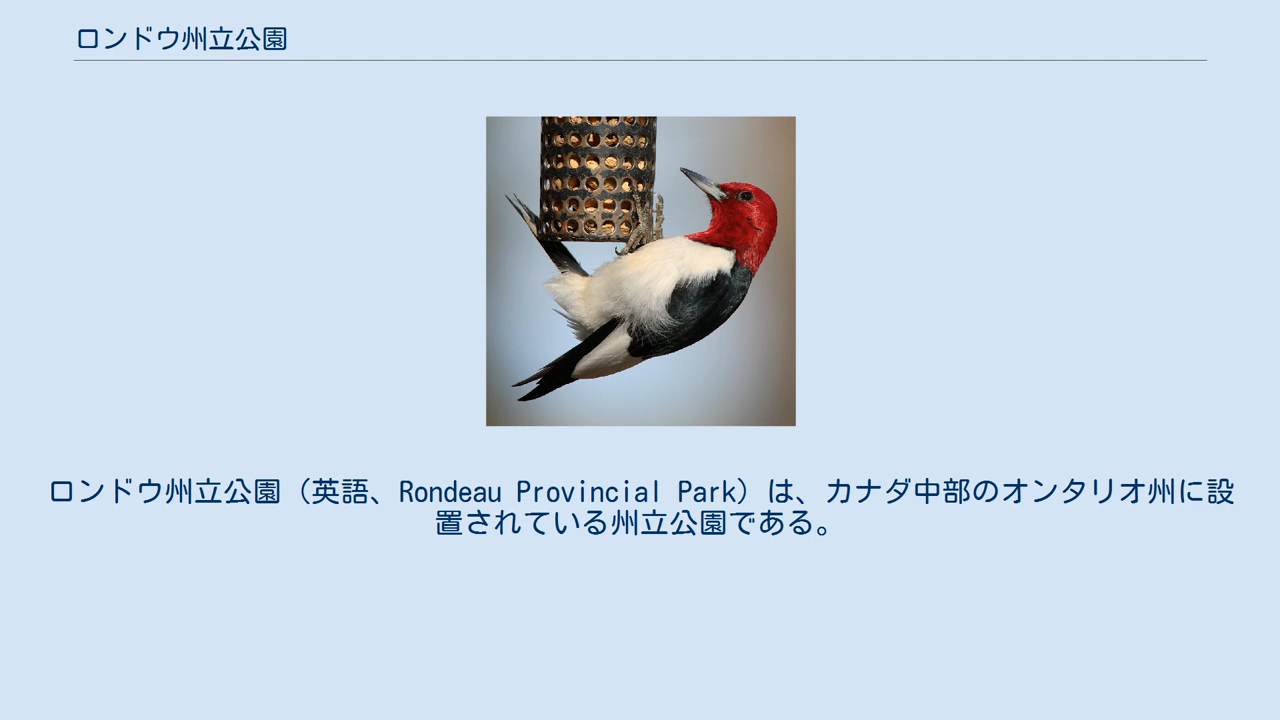 ロンドウ州立公園
ロンドウ州立公園（英語、Rondeau Provincial Park）は、カナダ中部のオンタリオ州に設
置されている州立公園である。